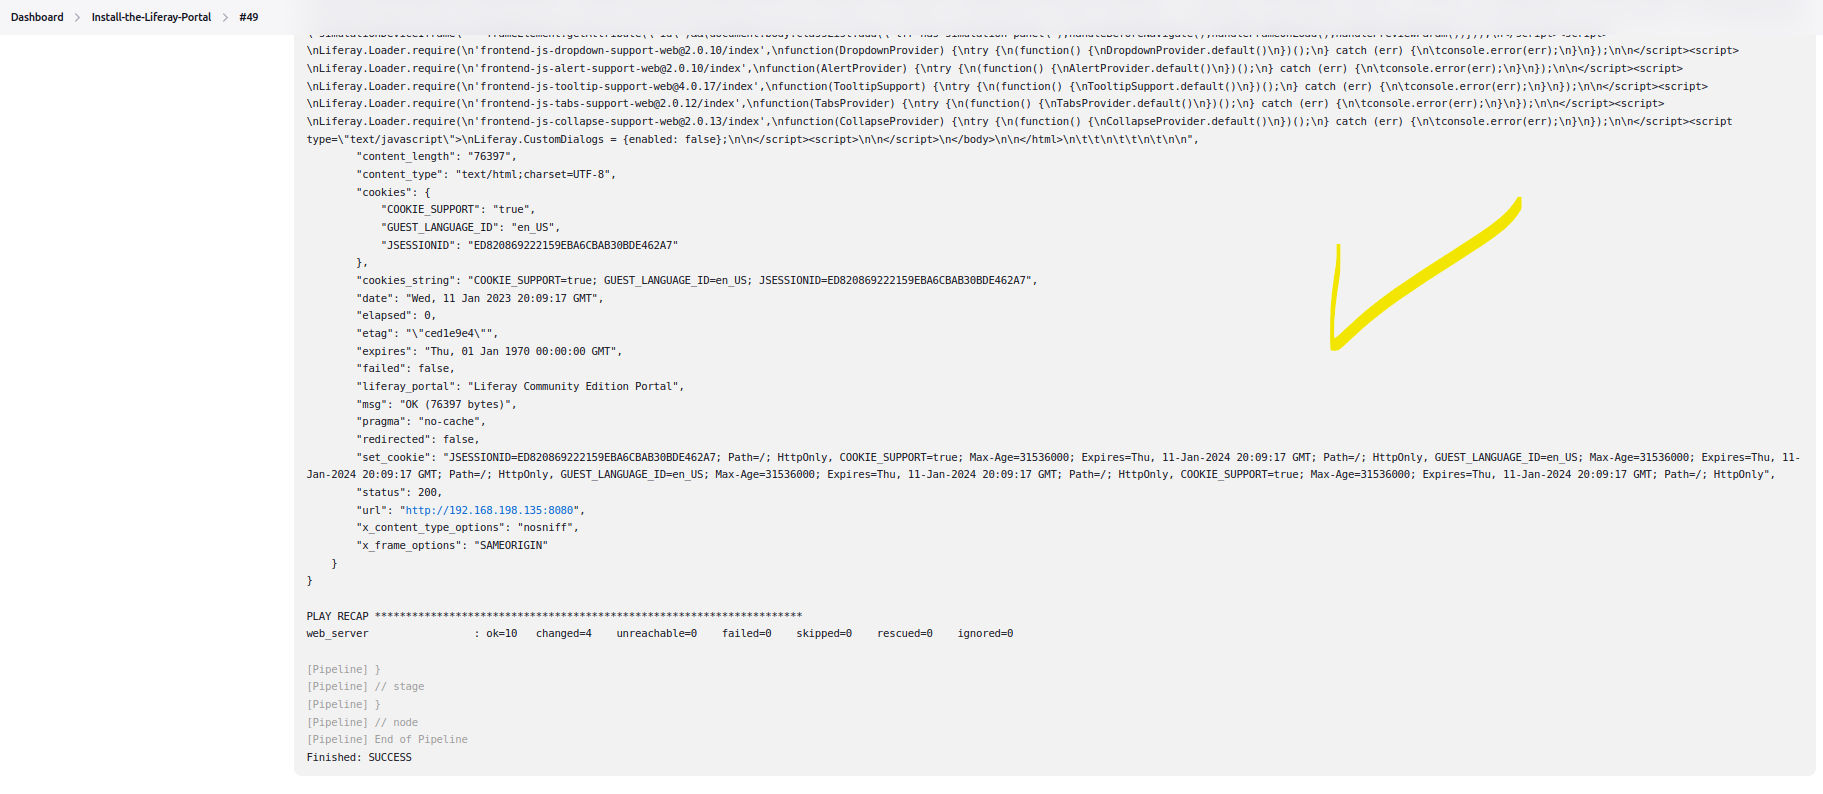 Dashboard > Install-the-Liferay-Portal > #49
\nLiferay.Loader.require(\n'frontend-js-dropdown-support-web@2.0.10/index',\nfunction(DropdownProvider) {\ntry {\n(function() {\nDropdownProvider.default()\n})();\n} catch (err) {\n\tconsole.error(err);\n}\n});\n\n</script><script>
\nLiferay.Loader.require(\n'frontend-js-alert-support-web@2.0.10/index',\nfunction(AlertProvider) {\ntry {\n(function() {\nAlertProvider.default()\n})();\n} catch (err) {\n\tconsole.error(err);\n}\n});\n\n</script><script>
\nLiferay.Loader.require(\n'frontend-js-tooltip-support-web@4.0.17/index',\nfunction(TooltipSupport) {\ntry {\n(function() {\nTooltipSupport.default()\n})();\n} catch (err) {\n\tconsole.error(err);\n}\n});\n\n</script><script>
\nLiferay.Loader.require(\n'frontend-js-tabs-support-web@2.0.12/index',\nfunction(TabsProvider) {\ntry {\n(function() {\nTabsProvider.default()\n})();\n} catch (err) {\n\tconsole.error(err);\n}\n});\n\n</script><script>
\nLiferay.Loader.require(\n'frontend-js-collapse-support-web@2.0.13/index',\nfunction(CollapseProvider) {\ntry {\n(function() {\nCollapseProvider.default()\n})();\n} catch (err) {\n\tconsole.error(err);\n}\n});\n\n</script><script
type=\"text/javascript\">\nLiferay.CustomDialogs = {enabled: false};\n\n</script><script>\n\n</script>\n</body>\n\n</html>\n\t\t\n\t\t\n\t\n\n",
"content_length": "76397",
"content_type": "text/html;charset=UTF-8",
"cookies": {
"COOKIE_SUPPORT": "true",
"GUEST_LANGUAGE_ID": "en_US",
"JSESSIONID": "ED820869222159EBA6CBAB30BDE462A7"
},
"cookies_string": "COOKIE_SUPPORT=true; GUEST_LANGUAGE_ID=en_US; JSESSIONID=ED820869222159EBA6CBAB30BDE462A7",
"date": "Wed, 11 Jan 2023 20:09:17 GMT",
"elapsed": 0,
"etag": "\"ced1e9e4\"",
"expires": "Thu, 01 Jan 1970 00:00:00 GMT",
"failed": false,
"liferay_portal": "Liferay Community Edition Portal",
"msg": "OK (76397 bytes)",
"pragma": "no-cache",
"redirected": false,
"set_cookie": "JSESSIONID=ED820869222159EBA6CBAB30BDE462A7; Path=/; HttpOnly, COOKIE_SUPPORT=true; Max-Age=31536000; Expires=Thu, 11-Jan-2024 20:09:17 GMT; Path=/; HttpOnly, GUEST_LANGUAGE_ID=en_US; Max-Age=31536000; Expires=Thu, 11-
Jan-2024 20:09:17 GMT; Path=/; HttpOnly, GUEST_LANGUAGE_ID=en_US; Max-Age=31536000; Expires=Thu, 11-Jan-2024 20:09:17 GMT; Path=/; HttpOnly, COOKIE_SUPPORT=true; Max-Age=31536000; Expires=Thu, 11-Jan-2024 20:09:17 GMT; Path=/; HttpOnly",
"status": 200,
"url": "http://192.168.198.135:8080",
"x_content_type_options": "nosniff",
"x_frame_options": "SAMEORIGIN"
}
}
PLAY RECAP *********************************************************************
web_server : ok=10 changed=4 unreachable=0 failed=0 skipped=0 rescued=0 ignored=0
[Pipeline] }
[Pipeline] // stage
[Pipeline] }
[Pipeline] // node
[Pipeline] End of Pipeline
Finished: SUCCESS